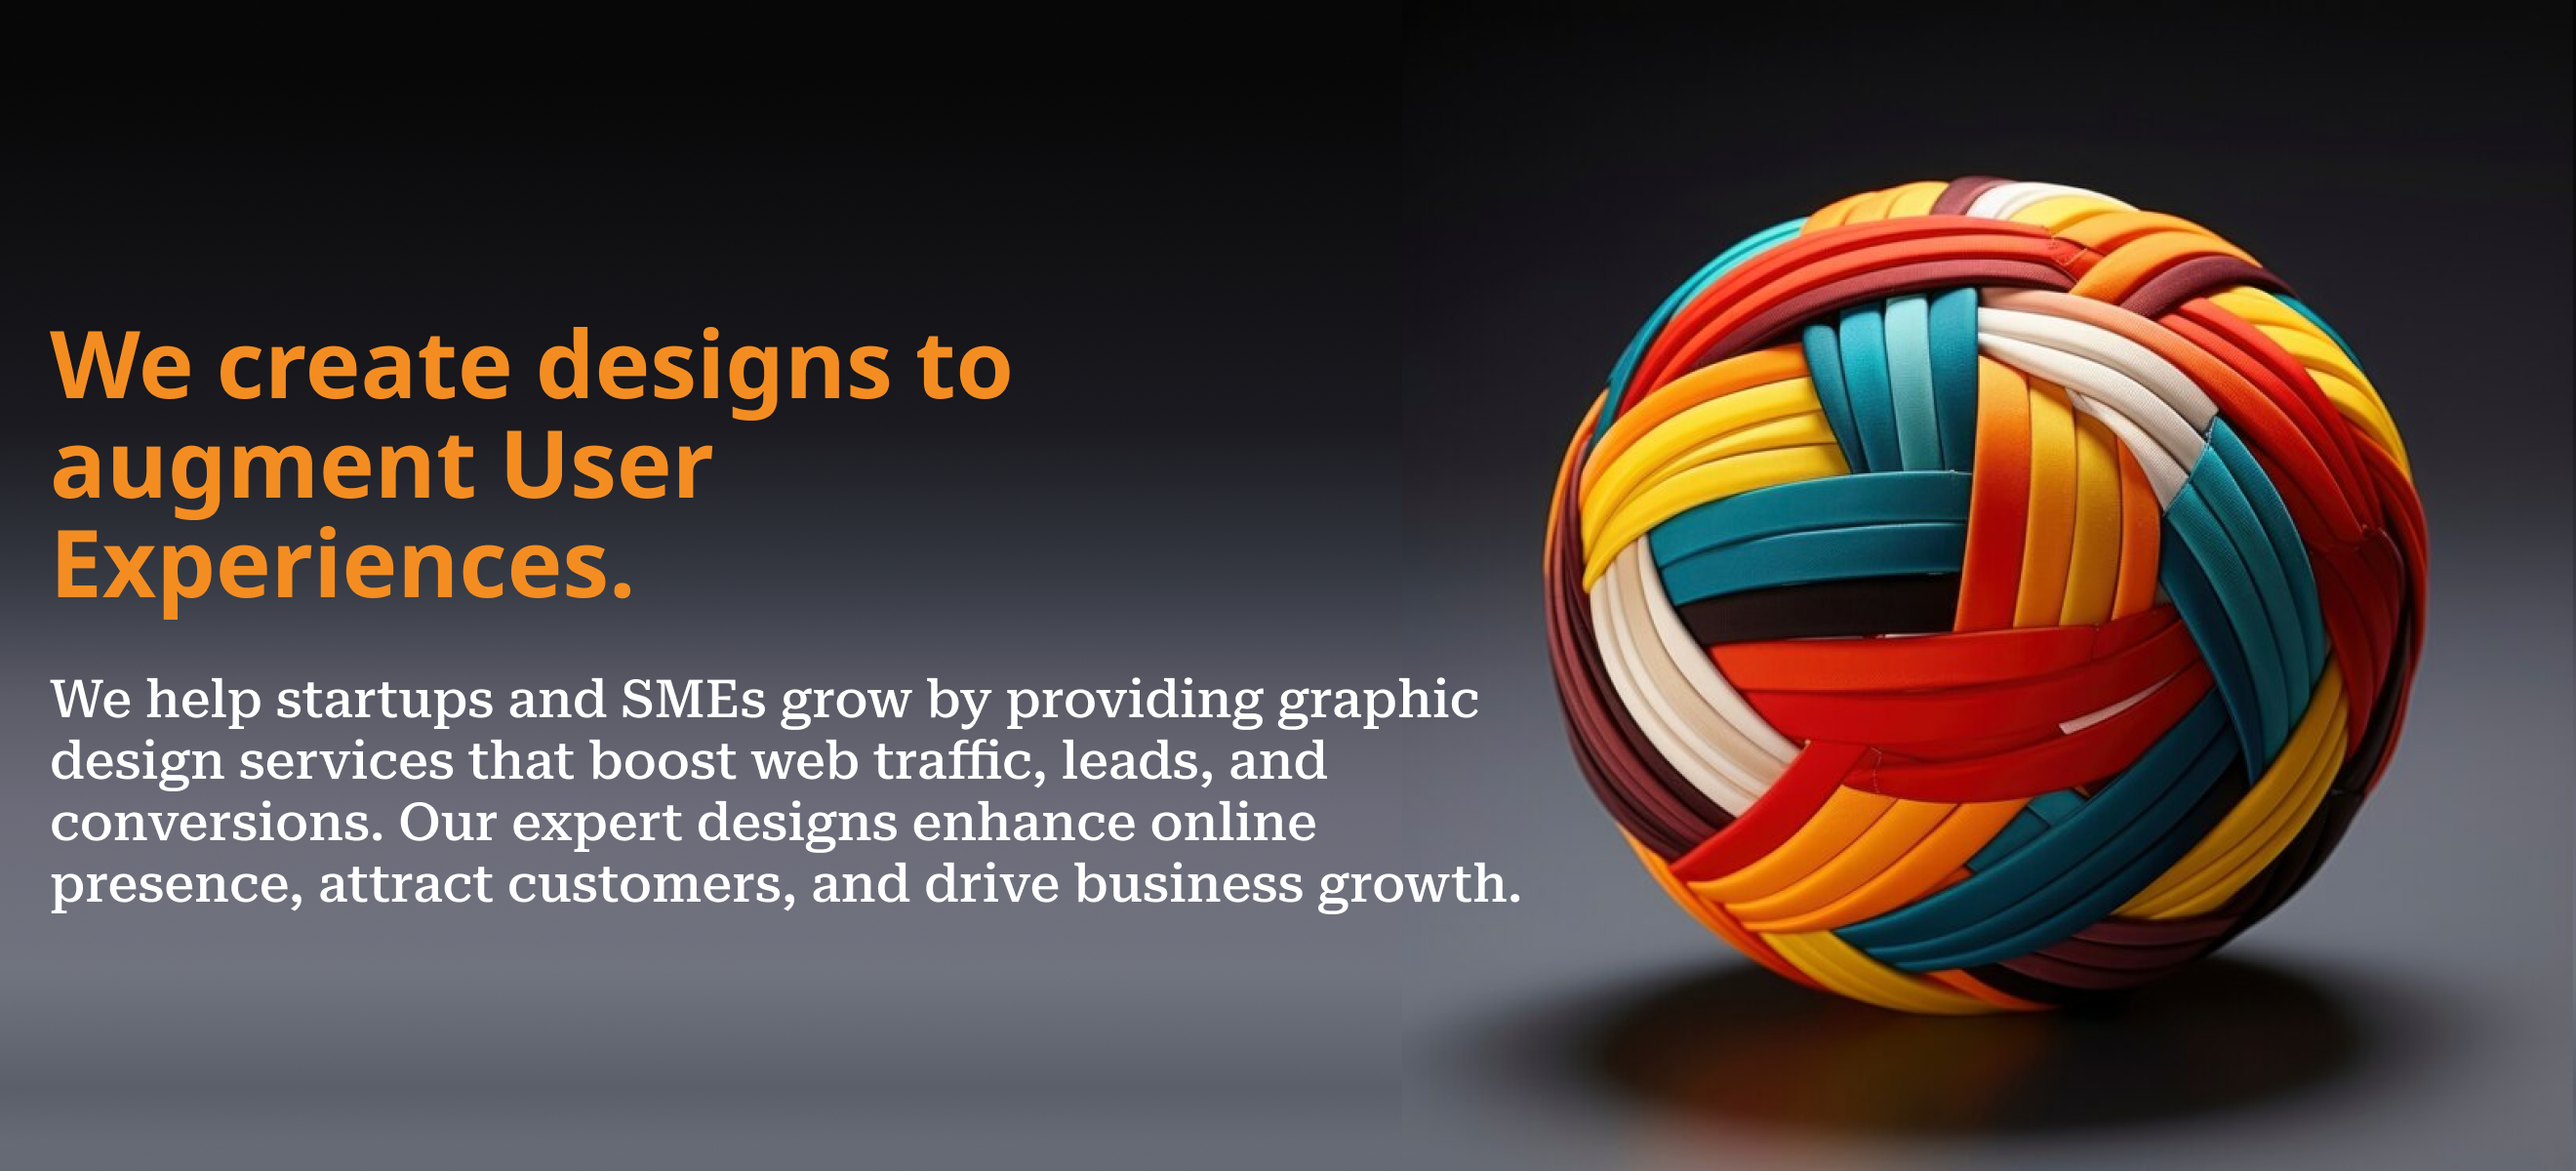 We create designs to
augment User
Experiences.
We help startups and SMEs grow by providing graphic
design services that boost web traffic, leads, and
conversions. Our expert designs enhance online
presence, attract customers, and drive business growth.